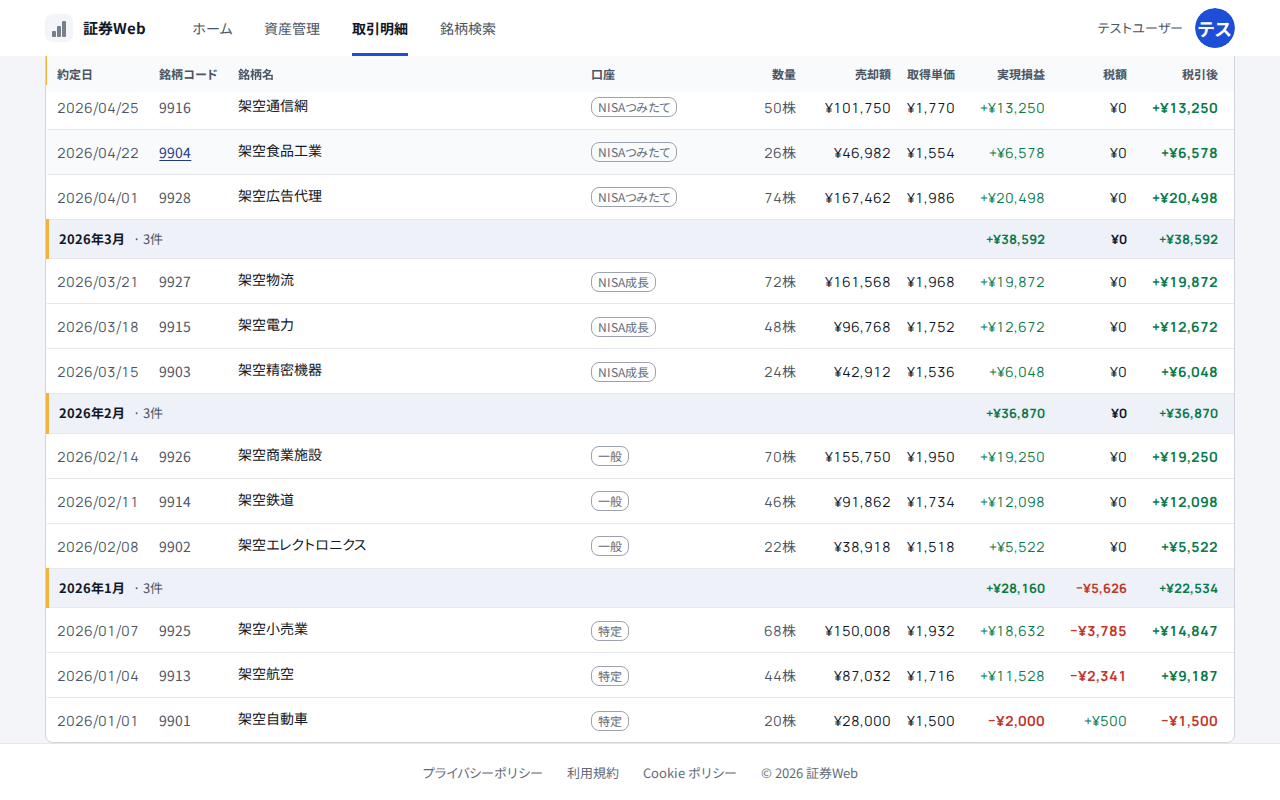 証券Web ホーム 資産管理 取引明細 銘柄検索 テストユーザー テス
約定日 銘柄コード 銘柄名 口座 数量 売却額 取得単価 実現損益 税額 税引後
2026/04/25 9916 架空通信網 NISAつみたて 50株 ¥101,750 ¥1,770 +¥13,250 ¥0 +¥13,250
2026/04/22 9904 架空食品工業 NISAつみたて 26株 ¥46,982 ¥1,554 +¥6,578 ¥0 +¥6,578
2026/04/01 9928 架空広告代理 NISAつみたて 74株 ¥167,462 ¥1,986 +¥20,498 ¥0 +¥20,498
2026年3月 · 3件 +¥38,592 ¥0 +¥38,592
2026/03/21 9927 架空物流 NISA成長 72株 ¥161,568 ¥1,968 +¥19,872 ¥0 +¥19,872
2026/03/18 9915 架空電力 NISA成長 48株 ¥96,768 ¥1,752 +¥12,672 ¥0 +¥12,672
2026/03/15 9903 架空精密機器 NISA成長 24株 ¥42,912 ¥1,536 +¥6,048 ¥0 +¥6,048
2026年2月 · 3件 +¥36,870 ¥0 +¥36,870
2026/02/14 9926 架空商業施設 一般 70株 ¥155,750 ¥1,950 +¥19,250 ¥0 +¥19,250
2026/02/11 9914 架空鉄道 一般 46株 ¥91,862 ¥1,734 +¥12,098 ¥0 +¥12,098
2026/02/08 9902 架空エレクトロニクス 一般 22株 ¥38,918 ¥1,518 +¥5,522 ¥0 +¥5,522
2026年1月 · 3件 +¥28,160 −¥5,626 +¥22,534
2026/01/07 9925 架空小売業 特定 68株 ¥150,008 ¥1,932 +¥18,632 −¥3,785 +¥14,847
2026/01/04 9913 架空航空 特定 44株 ¥87,032 ¥1,716 +¥11,528 −¥2,341 +¥9,187
2026/01/01 9901 架空自動車 特定 20株 ¥28,000 ¥1,500 −¥2,000 +¥500 −¥1,500
プライバシーポリシー 利用規約 Cookie ポリシー © 2026 証券Web